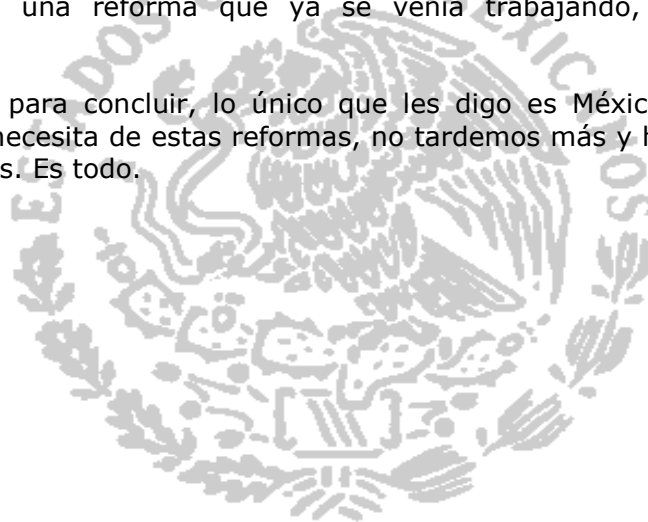 una reforma que ya se venía trabajando,
para concluir, lo único que les digo es Méxic
necesita de estas reformas, no tardemos más y h
s. Es todo.